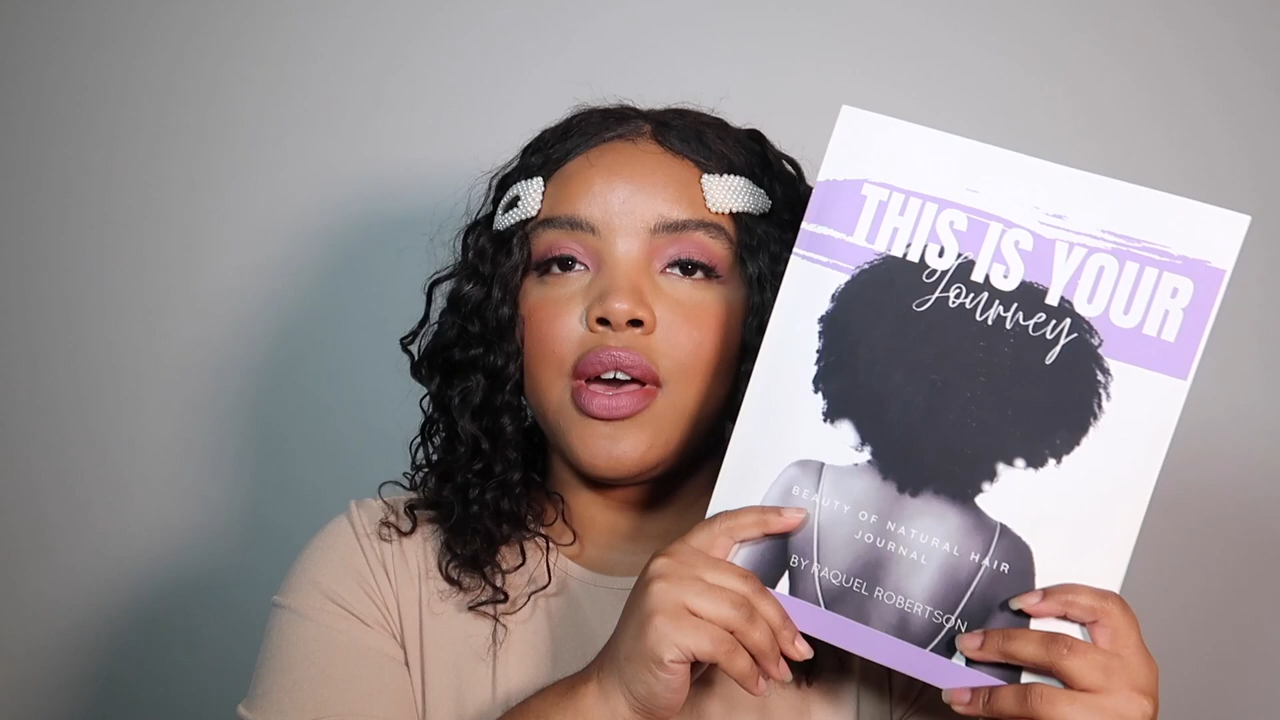 THIS IS YOUR
Journey
BEAUTY OF NATURAL HAIR
JOURNAL
BY RAQUEL ROBERTSON